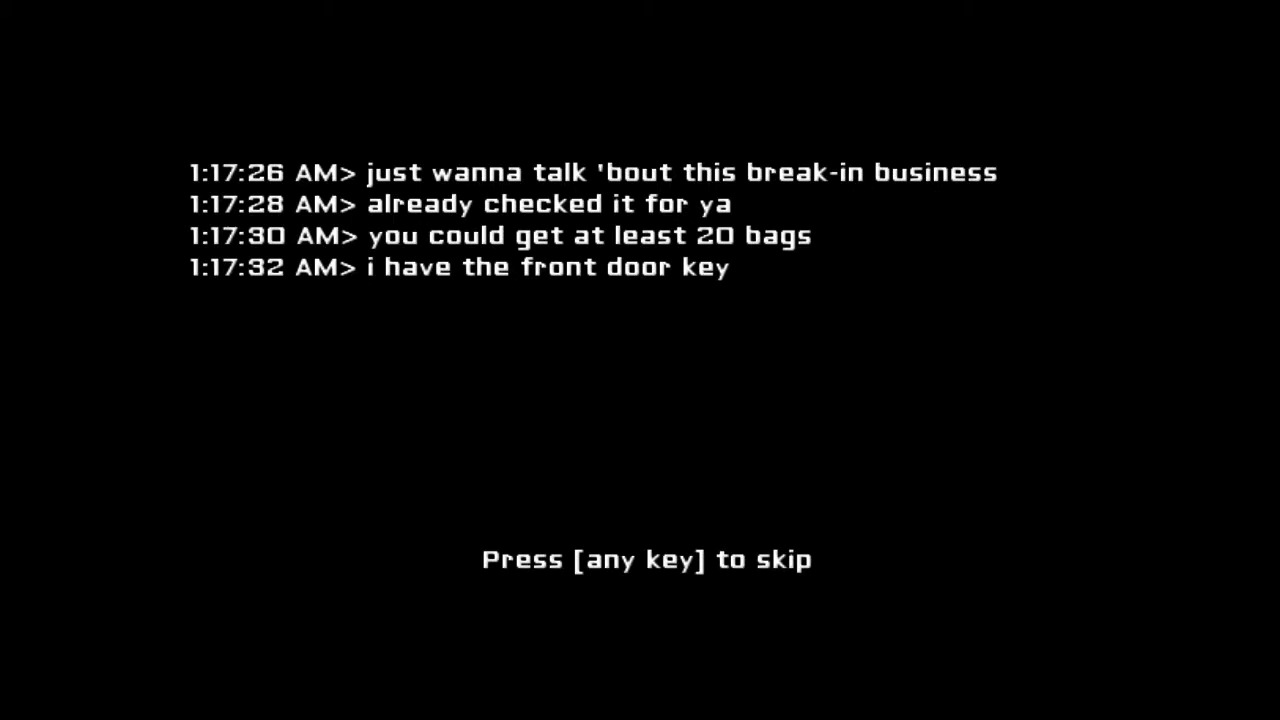 1:17:26 AM> just wanna talk 'bout this break-in business
1:17:28 AM> already checked it for ya
1:17:30 AM> you could get at least 20 bags
1:17:32 AM> i have the front door key
Press [any key] to skip